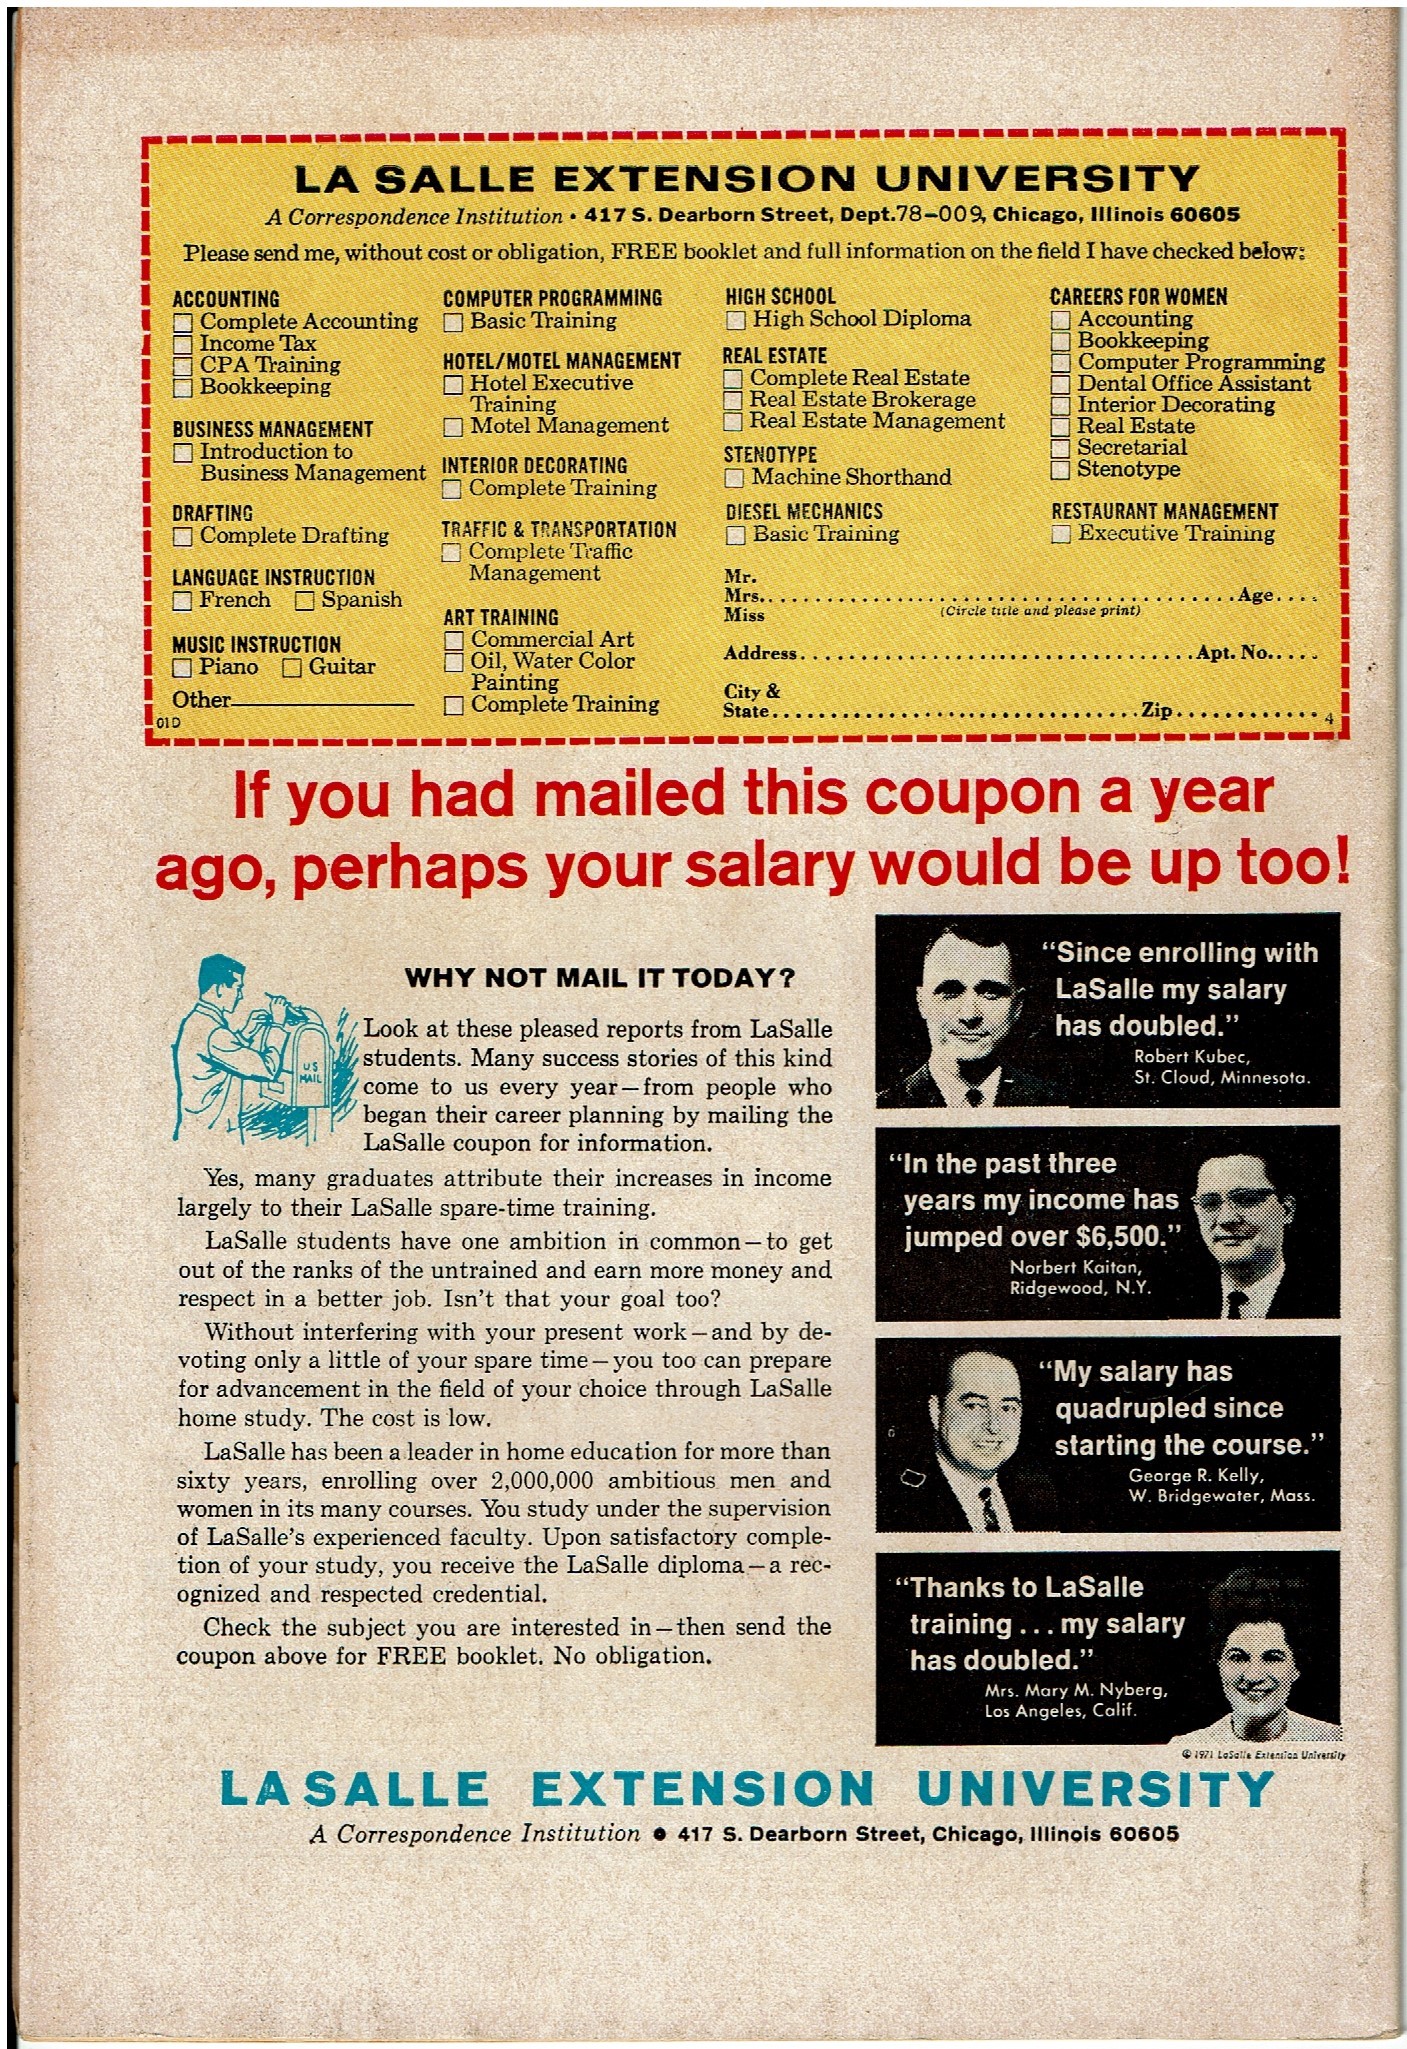 LA SALLE EXTENSION UNIVERSITY
A Correspondence Institution • 417 S. Dearborn Street, Dept.78-009, Chicago, Illinois 60605
Please send me, without cost or obligation, FREE booklet and full information on the field I have checked below:
ACCOUNTING
Complete Accounting
Income Tax
CPA Training
Bookkeeping
BUSINESS MANAGEMENT
Introduction to
Business Management
DRAFTING
Complete Drafting
LANGUAGE INSTRUCTION
French Spanish
MUSIC INSTRUCTION
Piano Guitar
Other
01D
COMPUTER PROGRAMMING
Basic Training
HOTEL/MOTEL MANAGEMENT
Hotel Executive
Training
Motel Management
INTERIOR DECORATING
Complete Training
TRAFFIC & TRANSPORTATION
Complete Traffic
Management
ART TRAINING
Commercial Art
Oil, Water Color
Painting
Complete Training
HIGH SCHOOL
High School Diploma
REAL ESTATE
Complete Real Estate
Real Estate Brokerage
Real Estate Management
STENOTYPE
Machine Shorthand
DIESEL MECHANICS
Basic Training
CAREERS FOR WOMEN
Accounting
Bookkeeping
Computer Programming
Dental Office Assistant
Interior Decorating
Real Estate
Secretarial
Stenotype
RESTAURANT MANAGEMENT
Executive Training
Mr.
Mrs. Age
Miss (Circle title and please print)
Address Apt. No.
City &
State Zip 4
If you had mailed this coupon a year
ago, perhaps your salary would be up too!
WHY NOT MAIL IT TODAY?
U S
MAIL
Look at these pleased reports from LaSalle
students. Many success stories of this kind
come to us every year—from people who
began their career planning by mailing the
LaSalle coupon for information.
Yes, many graduates attribute their increases in income
largely to their LaSalle spare-time training.
LaSalle students have one ambition in common—to get
out of the ranks of the untrained and earn more money and
respect in a better job. Isn't that your goal too?
Without interfering with your present work—and by de-
voting only a little of your spare time—you too can prepare
for advancement in the field of your choice through LaSalle
home study. The cost is low.
LaSalle has been a leader in home education for more than
sixty years, enrolling over 2,000,000 ambitious men and
women in its many courses. You study under the supervision
of LaSalle's experienced faculty. Upon satisfactory comple-
tion of your study, you receive the LaSalle diploma—a rec-
ognized and respected credential.
Check the subject you are interested in—then send the
coupon above for FREE booklet. No obligation.
"Since enrolling with
LaSalle my salary
has doubled."
Robert Kubec,
St. Cloud, Minnesota.
"In the past three
years my income has
jumped over $6,500."
Norbert Kaitan,
Ridgewood, N.Y.
"My salary has
quadrupled since
starting the course."
George R. Kelly,
W. Bridgewater, Mass.
"Thanks to LaSalle
training . . . my salary
has doubled."
Mrs. Mary M. Nyberg,
Los Angeles, Calif.
© 1971 LaSalle Extension University
LA SALLE EXTENSION UNIVERSITY
A Correspondence Institution • 417 S. Dearborn Street, Chicago, Illinois 60605